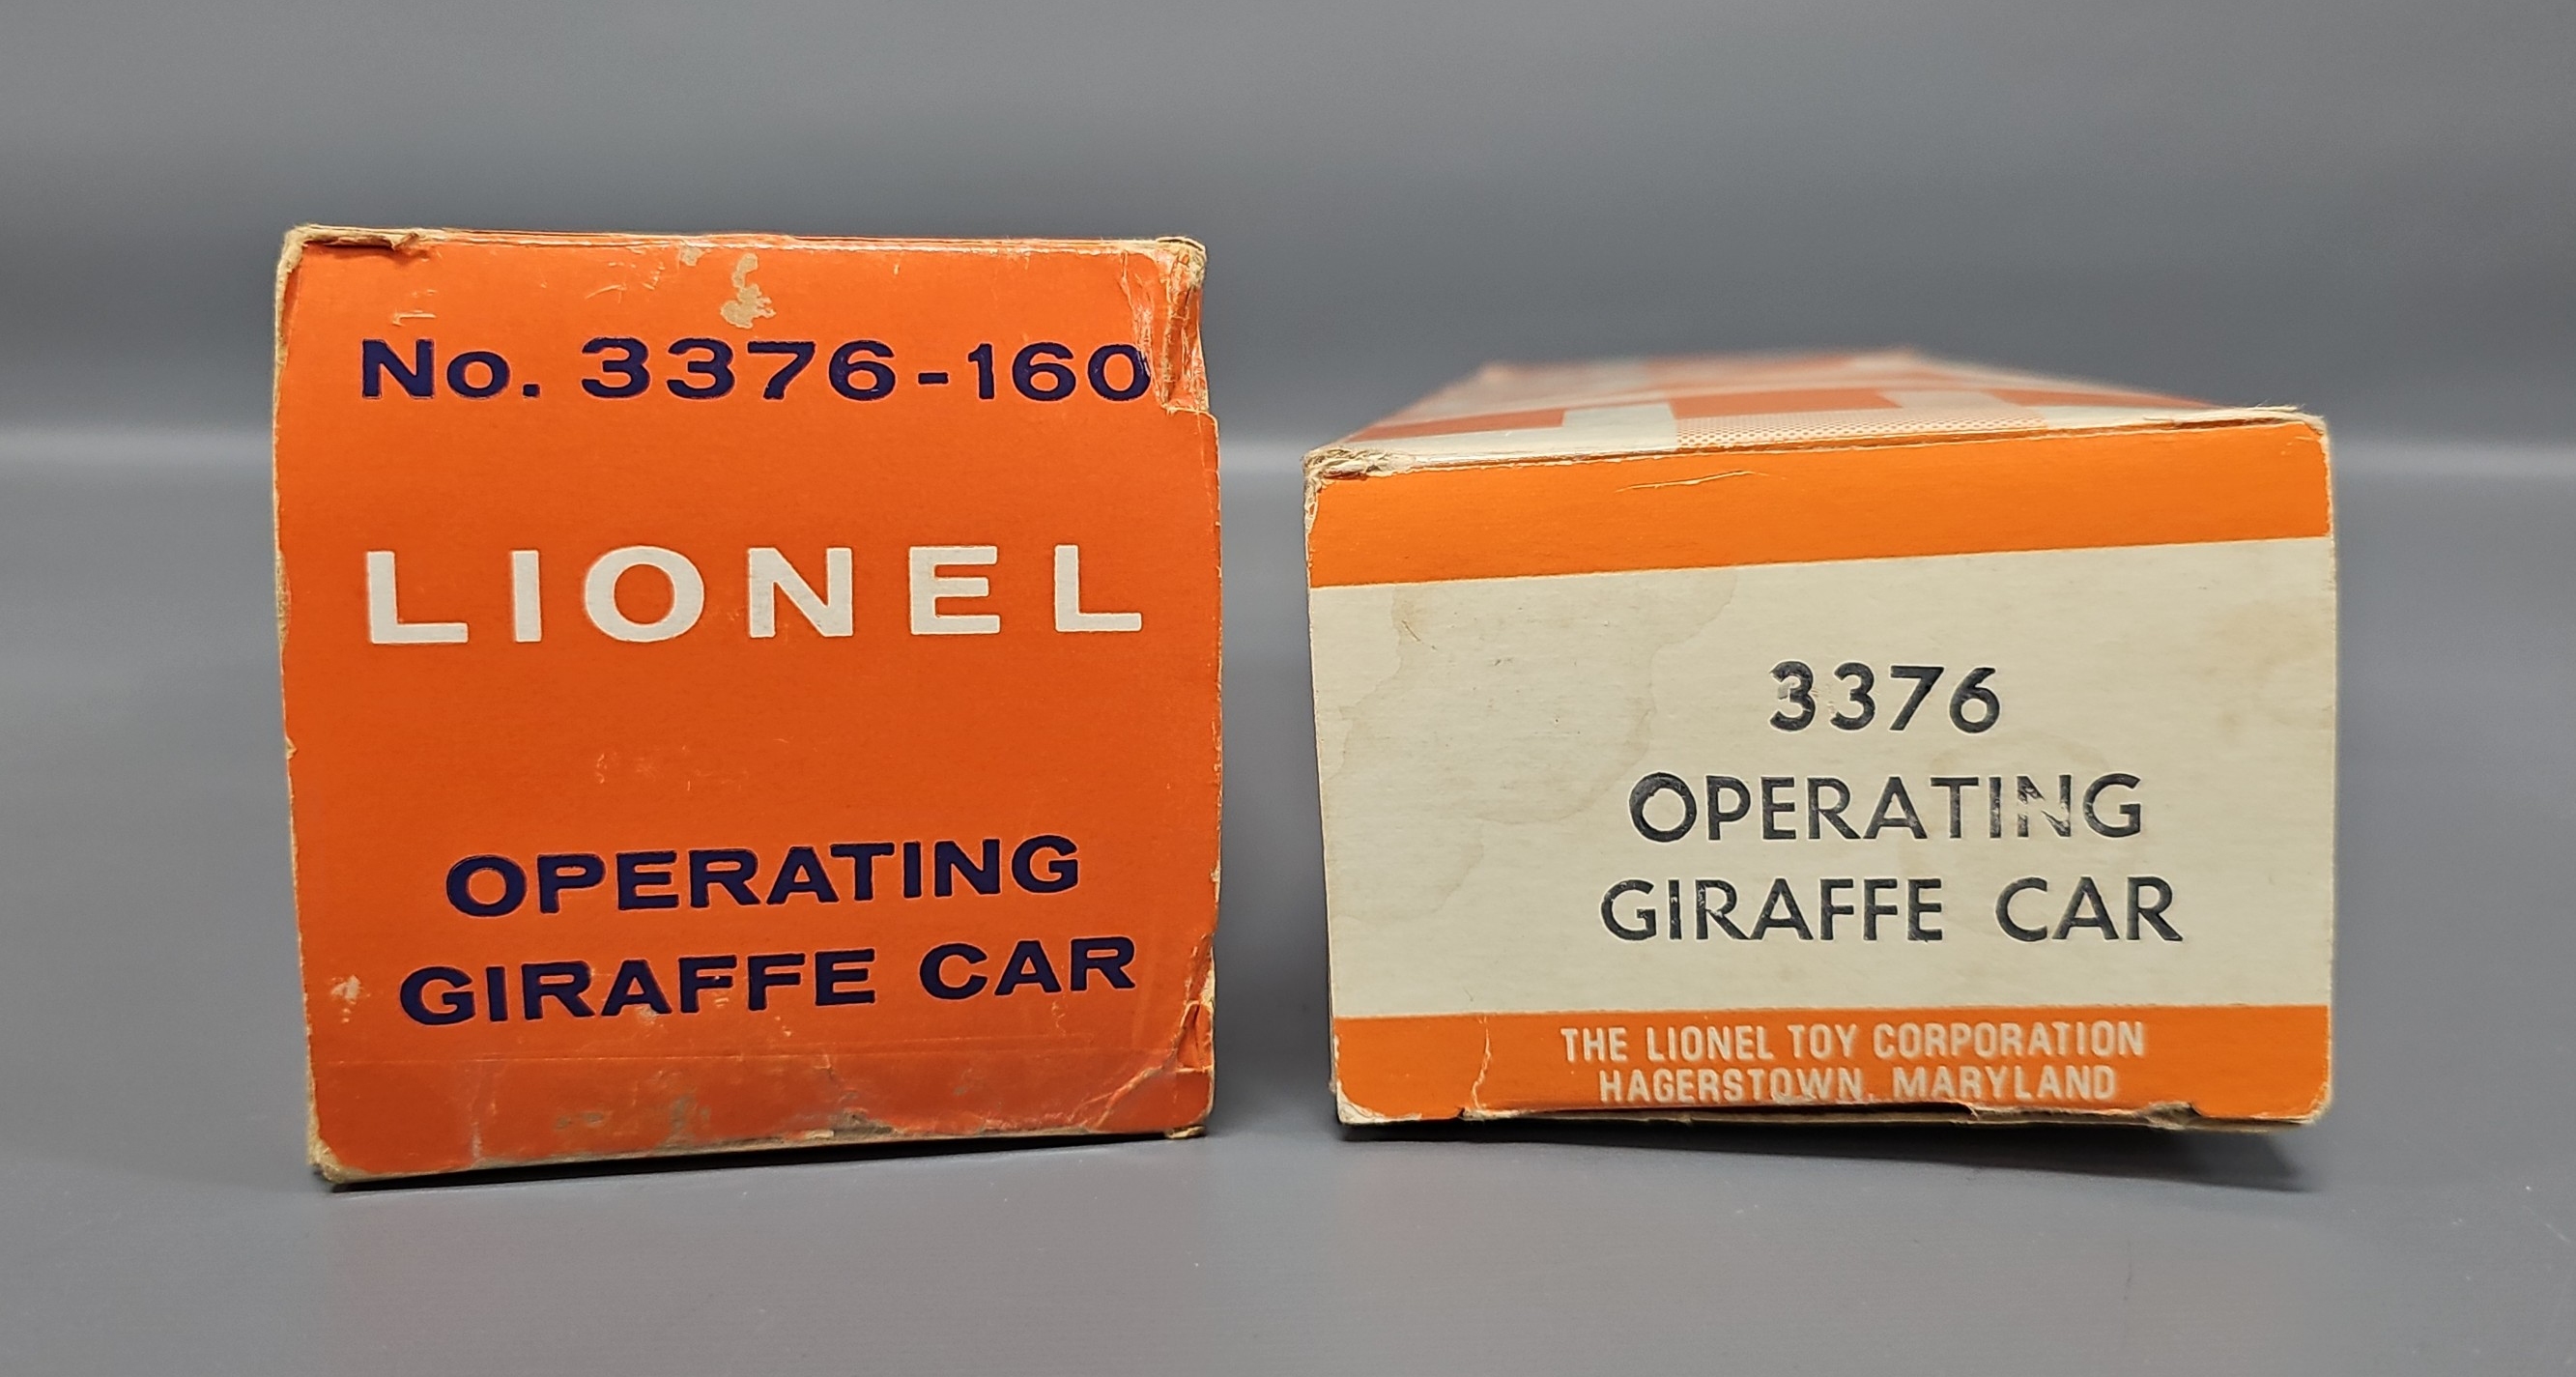 No. 3376-160
LIONEL
OPERATING
GIRAFFE CAR
3376
OPERATING
GIRAFFE CAR
THE LIONEL TOY CORPORATION
HAGERSTOWN, MARYLAND